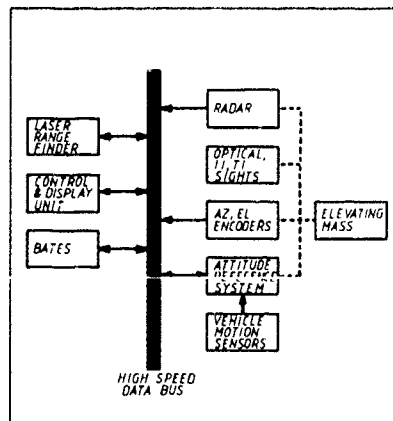 RADAR
LASER
RANGE
FINDER
OPTICAL,
II, TI
SIGHTS
CONTROL
& DISPLAY
UNIT
AZ, EL
ENCODERS
ELEVATING
MASS
BATES
ATTITUDE
SYSTEM
VEHICLE
MOTION
SENSORS
HIGH SPEED
DATA BUS